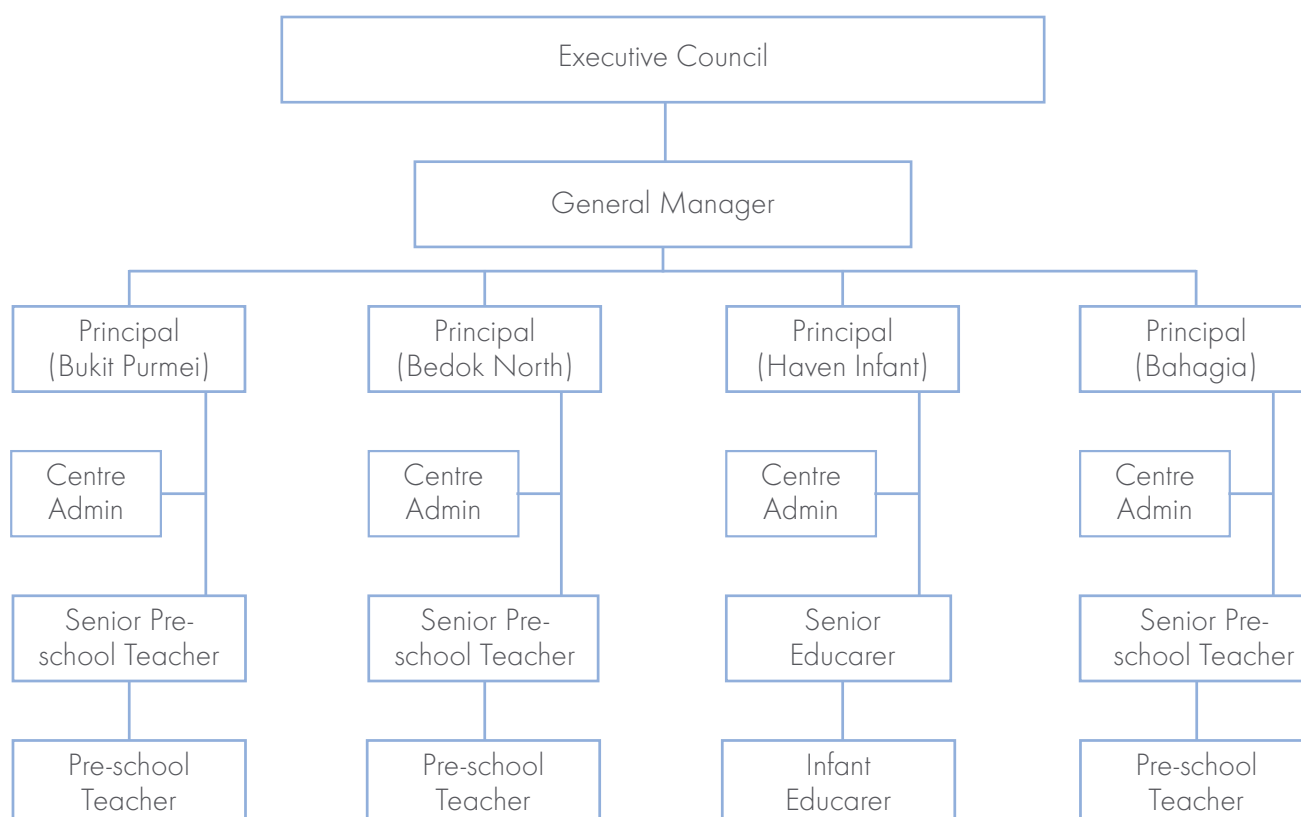 Executive Council
General Manager
Principal
(Bukit Purmei)
Principal
(Bedok North)
Principal
(Haven Infant)
Principal
(Bahagia)
Centre
Admin
Centre
Admin
Centre
Admin
Centre
Admin
Senior Pre-
school Teacher
Senior Pre-
school Teacher
Senior
Educarer
Senior Pre-
school Teacher
Pre-school
Teacher
Pre-school
Teacher
Infant
Educarer
Pre-school
Teacher